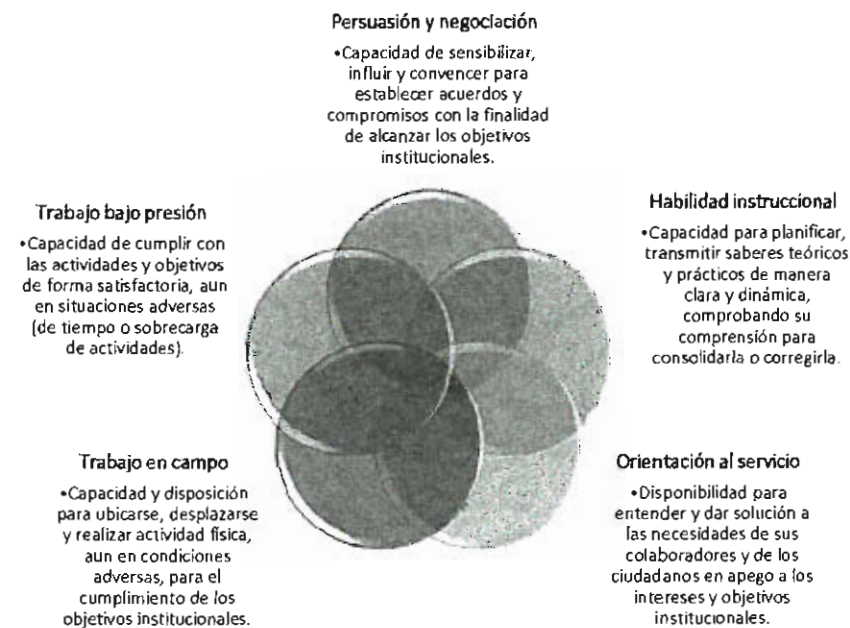 Persuasión y negociación
•Capacidad de sensibilizar,
influir y convencer para
establecer acuerdos y
compromisos con la finalidad
de alcanzar los objetivos
institucionales.
Trabajo bajo presión
•Capacidad de cumplir con
las actividades y objetivos
de forma satisfactoria, aun
en situaciones adversas
(de tiempo o sobrecarga
de actividades).
Habilidad instruccional
•Capacidad para planificar,
transmitir saberes teóricos
y prácticos de manera
clara y dinámica,
comprobando su
comprensión para
consolidarla o corregirla.
Trabajo en campo
•Capacidad y disposición
para ubicarse, desplazarse
y realizar actividad física,
aun en condiciones
adversas, para el
cumplimiento de los
objetivos institucionales.
Orientación al servicio
•Disponibilidad para
entender y dar solución a
las necesidades de sus
colaboradores y de los
ciudadanos en apego a los
intereses y objetivos
institucionales.